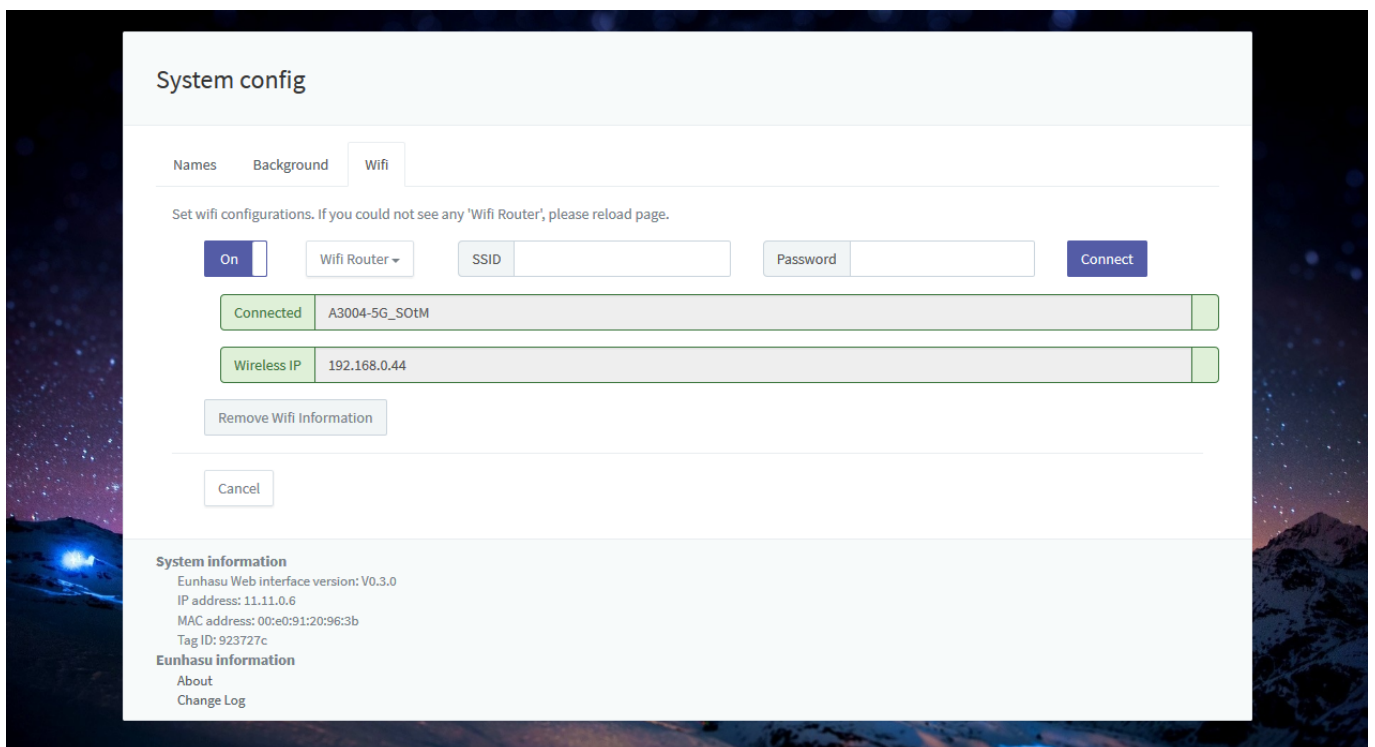 System config
Names Background Wifi
Set wifi configurations. If you could not see any 'Wifi Router', please reload page.
On Wifi Router SSID Password Connect
Connected A3004-5G_SOtM
Wireless IP 192.168.0.44
Remove Wifi Information
Cancel
System information
Eunhasu Web interface version: V0.3.0
IP address: 11.11.0.6
MAC address: 00:e0:91:20:96:3b
Tag ID: 923727c
Eunhasu information
About
Change Log